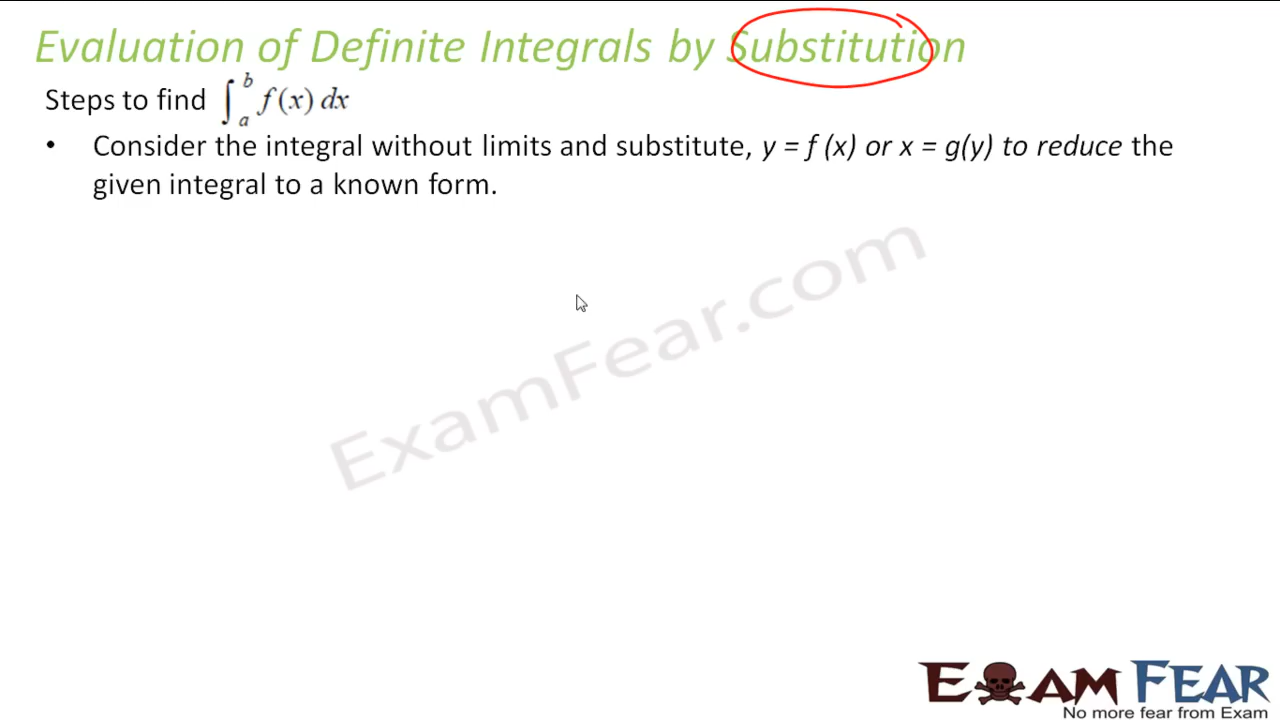 Evaluation of Definite Integrals by Substitution
Steps to find ∫ₐᵇ f(x) dx
• Consider the integral without limits and substitute, y = f (x) or x = g(y) to reduce the
given integral to a known form.
ExamFear.com
EXAM FEAR
No more fear from Exam